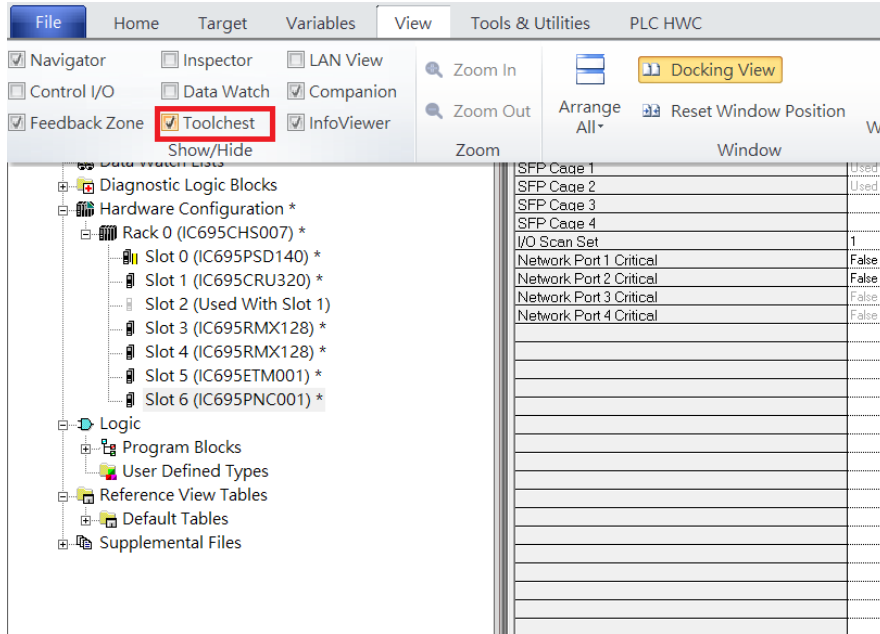 File Home Target Variables View Tools & Utilities PLC HWC
Navigator Inspector LAN View Zoom In Docking View
Control I/O Data Watch Companion Zoom Out Arrange All Reset Window Position
Feedback Zone Toolchest InfoViewer
Show/Hide Zoom Window
Data Watch Lists
Diagnostic Logic Blocks
Hardware Configuration *
Rack 0 (IC695CHS007) *
Slot 0 (IC695PSD140) *
Slot 1 (IC695CRU320) *
Slot 2 (Used With Slot 1)
Slot 3 (IC695RMX128) *
Slot 4 (IC695RMX128) *
Slot 5 (IC695ETM001) *
Slot 6 (IC695PNC001) *
Logic
Program Blocks
User Defined Types
Reference View Tables
Default Tables
Supplemental Files
SFP Cage 1 Used
SFP Cage 2 Used
SFP Cage 3
SFP Cage 4
I/O Scan Set 1
Network Port 1 Critical False
Network Port 2 Critical False
Network Port 3 Critical False
Network Port 4 Critical False